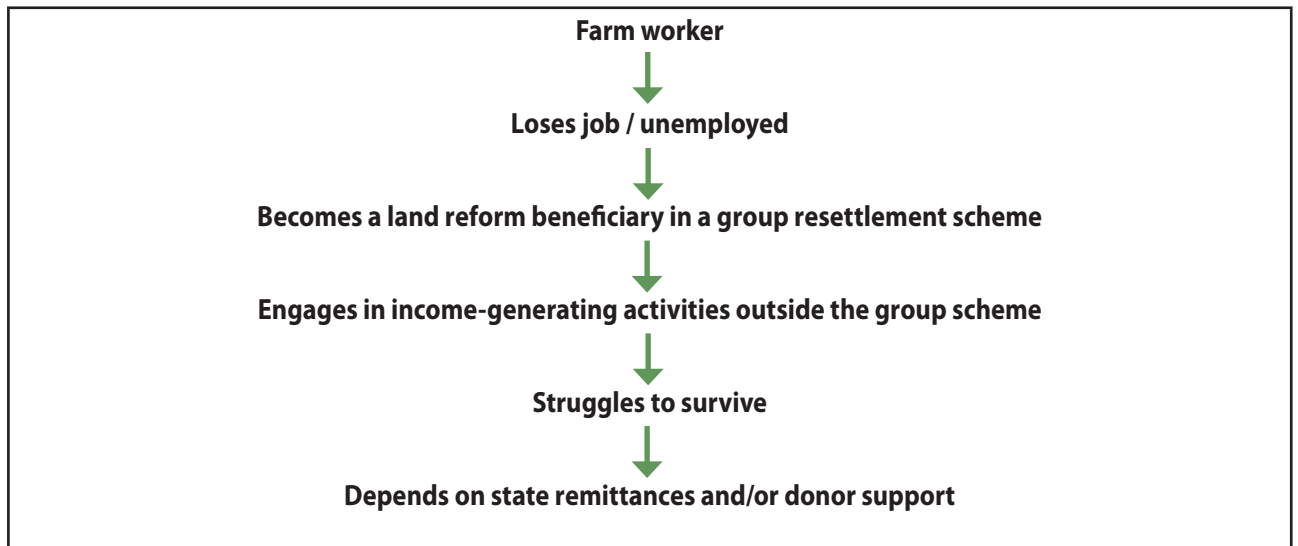 Farm worker
Loses job / unemployed
Becomes a land reform beneficiary in a group resettlement scheme
Engages in income-generating activities outside the group scheme
Struggles to survive
Depends on state remittances and/or donor support